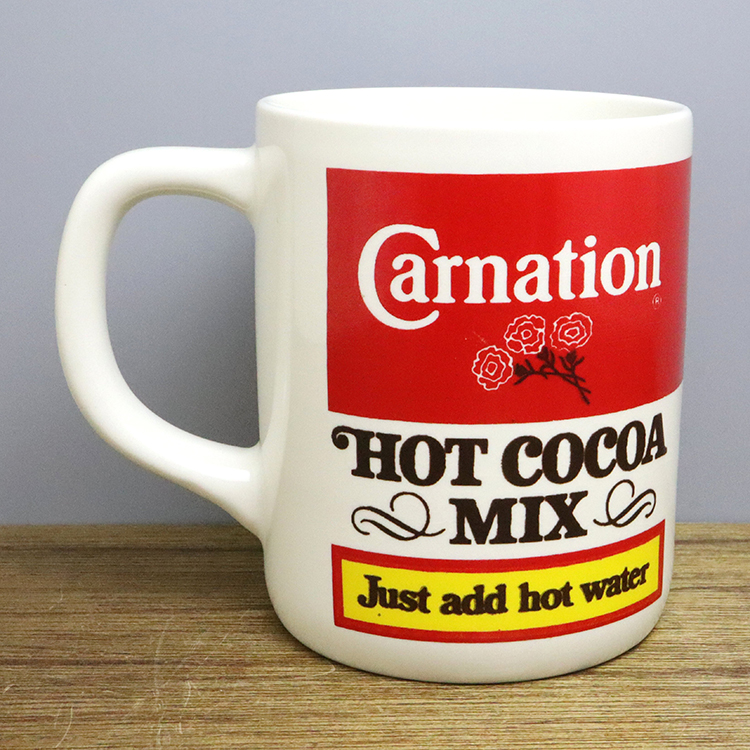 Carnation®
HOT COCOA
MIX
Just add hot water